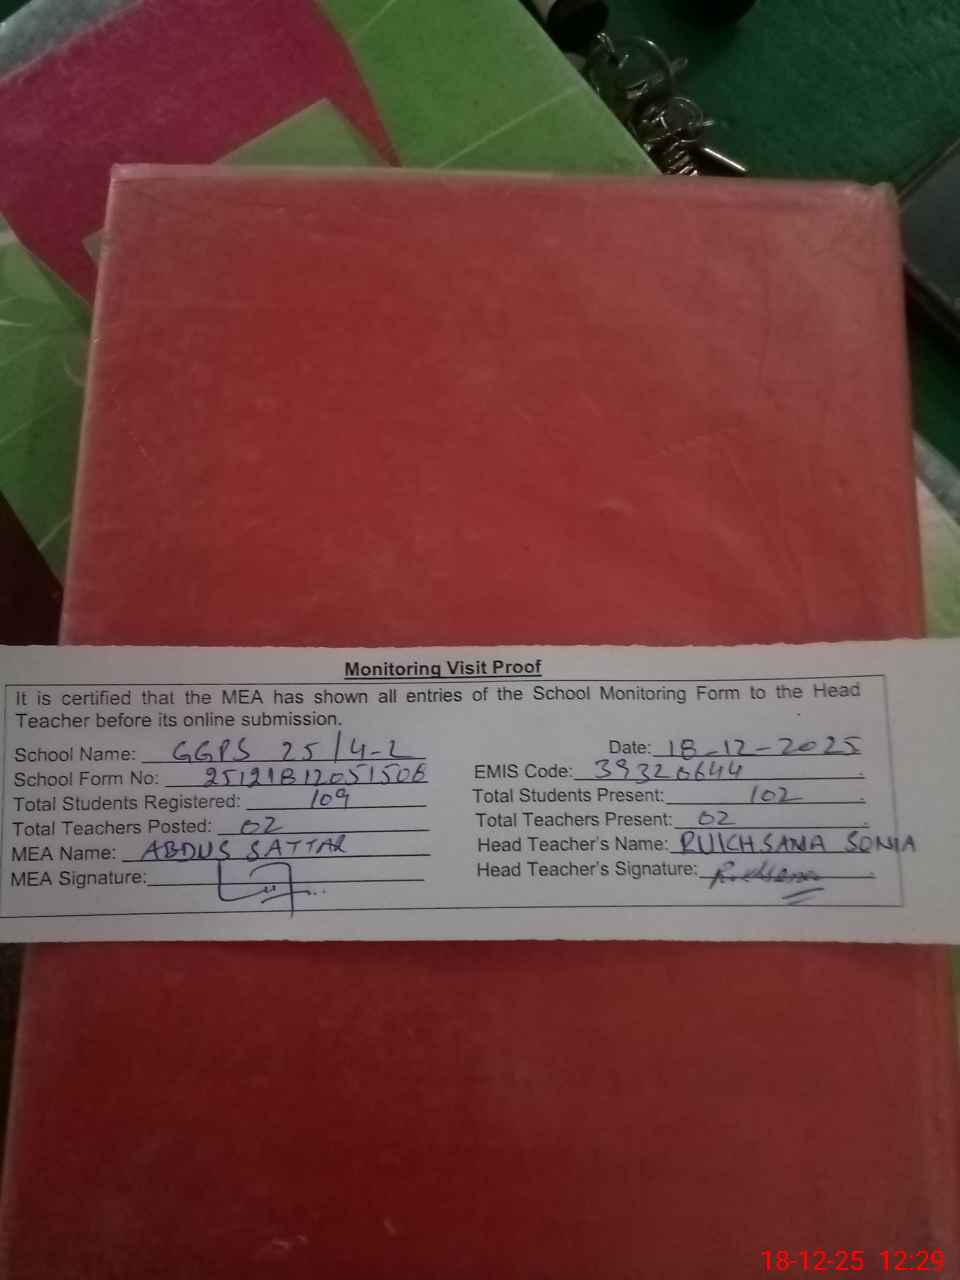 Monitoring Visit Proof
It is certified that the MEA has shown all entries of the School Monitoring Form to the Head
Teacher before its online submission.
School Name: GGPS 25/4-L Date: 18-12-2025
School Form No: 25121812051506 EMIS Code: 39320644
Total Students Registered: 109 Total Students Present: 102
Total Teachers Posted: 02 Total Teachers Present: 02
MEA Name: ABDUS SATTAR Head Teacher's Name: RUKHSANA SONIA
MEA Signature: Head Teacher's Signature:
18-12-25 12:29